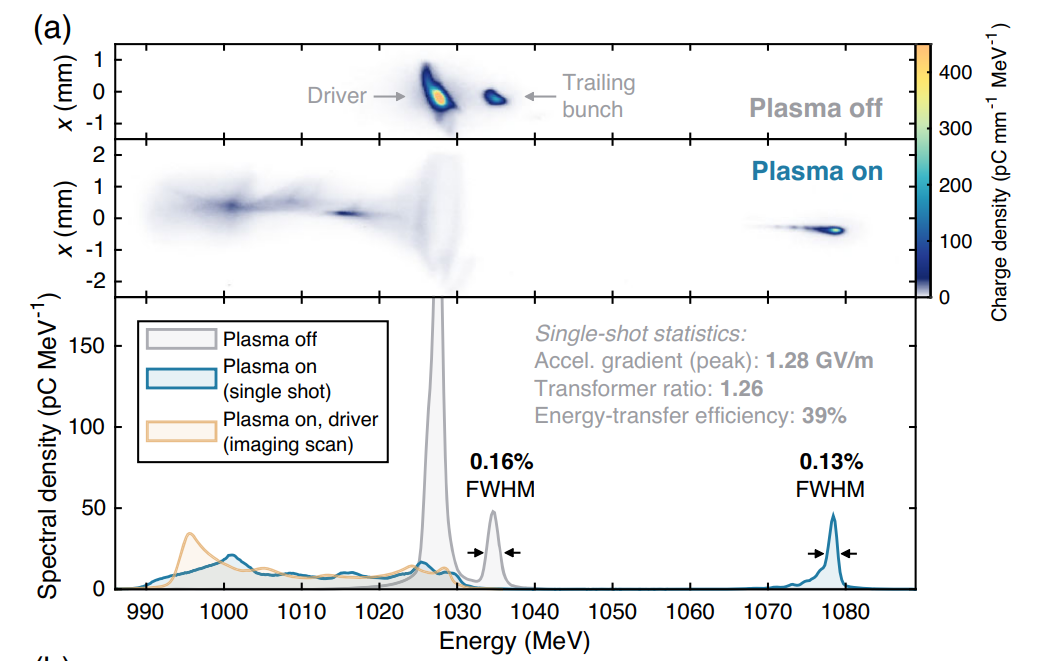 (a)
1
0
-1
x (mm)
Driver
Trailing
bunch
Plasma off
2
1
0
-1
-2
x (mm)
Plasma on
400
300
200
100
0
Charge density (pC mm⁻¹ MeV⁻¹)
150
100
50
0
Spectral density (pC MeV⁻¹)
Plasma off
Plasma on
(single shot)
Plasma on, driver
(imaging scan)
Single-shot statistics:
Accel. gradient (peak): 1.28 GV/m
Transformer ratio: 1.26
Energy-transfer efficiency: 39%
0.16%
FWHM
0.13%
FWHM
990 1000 1010 1020 1030 1040 1050 1060 1070 1080
Energy (MeV)